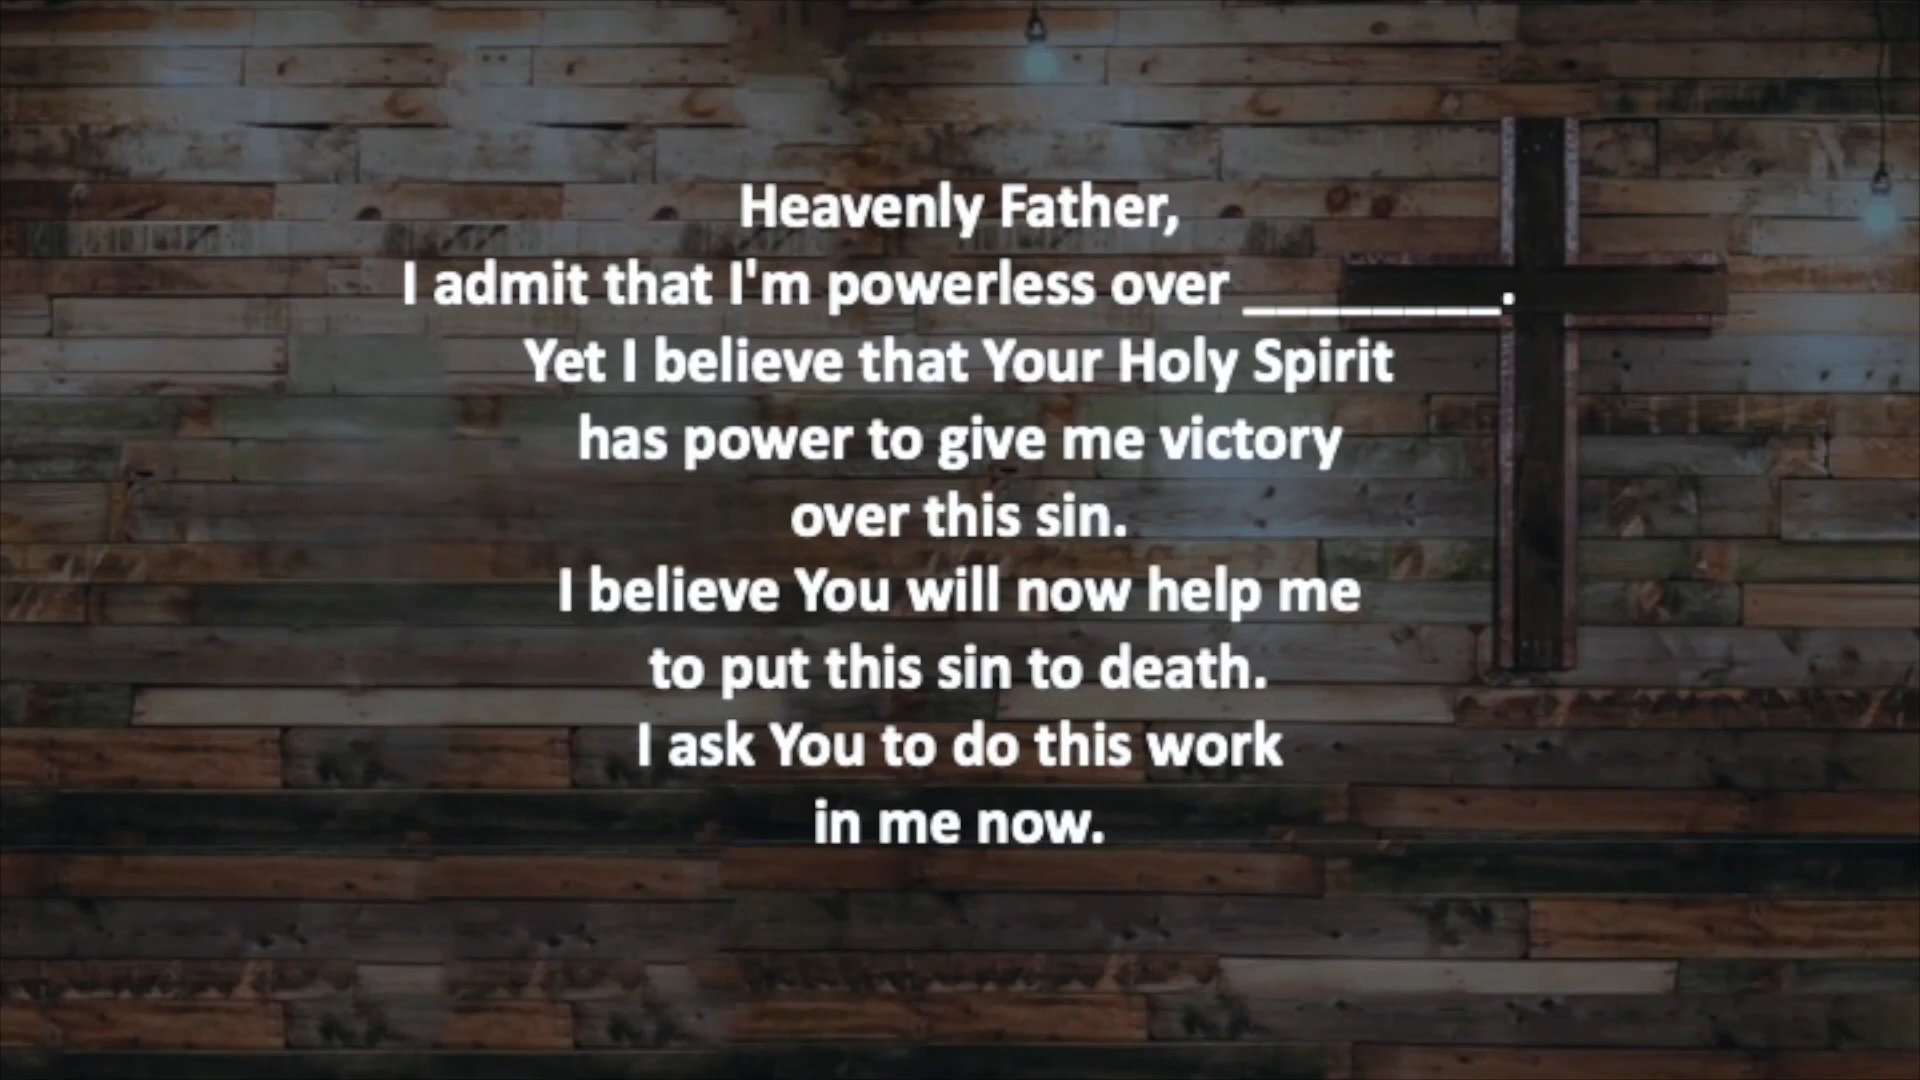 Heavenly Father,
I admit that I'm powerless over ________.
Yet I believe that Your Holy Spirit
has power to give me victory
over this sin.
I believe You will now help me
to put this sin to death.
I ask You to do this work
in me now.